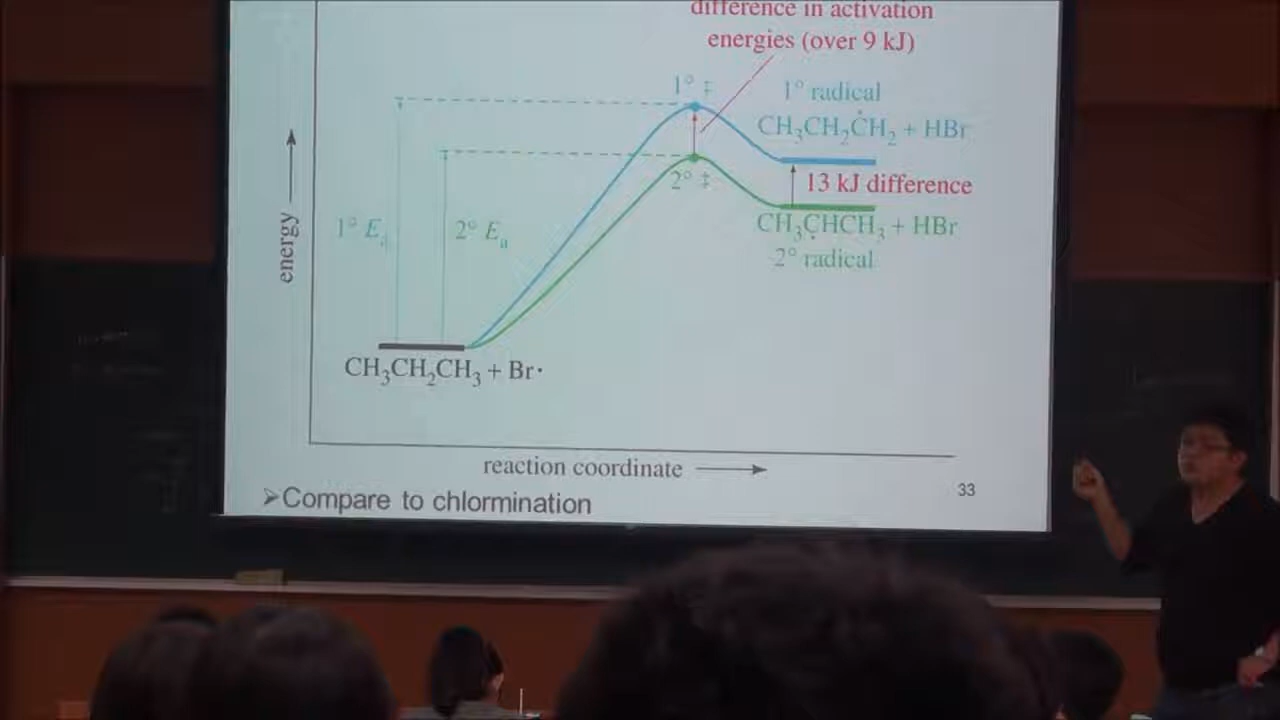 difference in activation
energies (over 9 kJ)
1° ‡
1° radical
CH₃CH₂ĊH₂ + HBr
2° ‡
13 kJ difference
1° Eₐ
2° Eₐ
CH₃ĊHCH₃ + HBr
2° radical
energy
CH₃CH₂CH₃ + Br·
reaction coordinate
33
➢Compare to chlormination